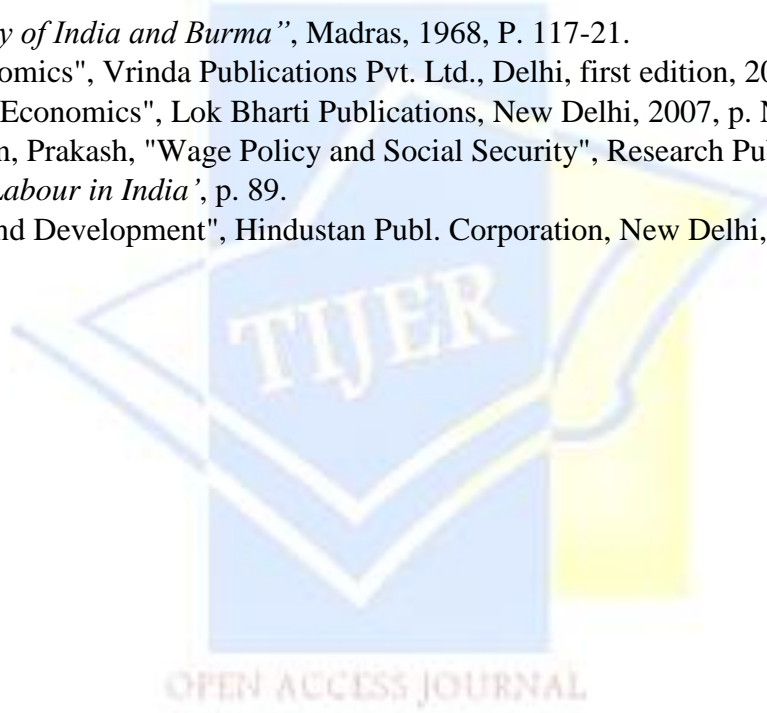 y of India and Burma”, Madras, 1968, P. 117-21.
omics", Vrinda Publications Pvt. Ltd., Delhi, first edition, 20
Economics", Lok Bharti Publications, New Delhi, 2007, p. N
n, Prakash, "Wage Policy and Social Security", Research Pu
Labour in India’, p. 89.
nd Development", Hindustan Publ. Corporation, New Delhi,
TIJER
OPEN ACCESS JOURNAL